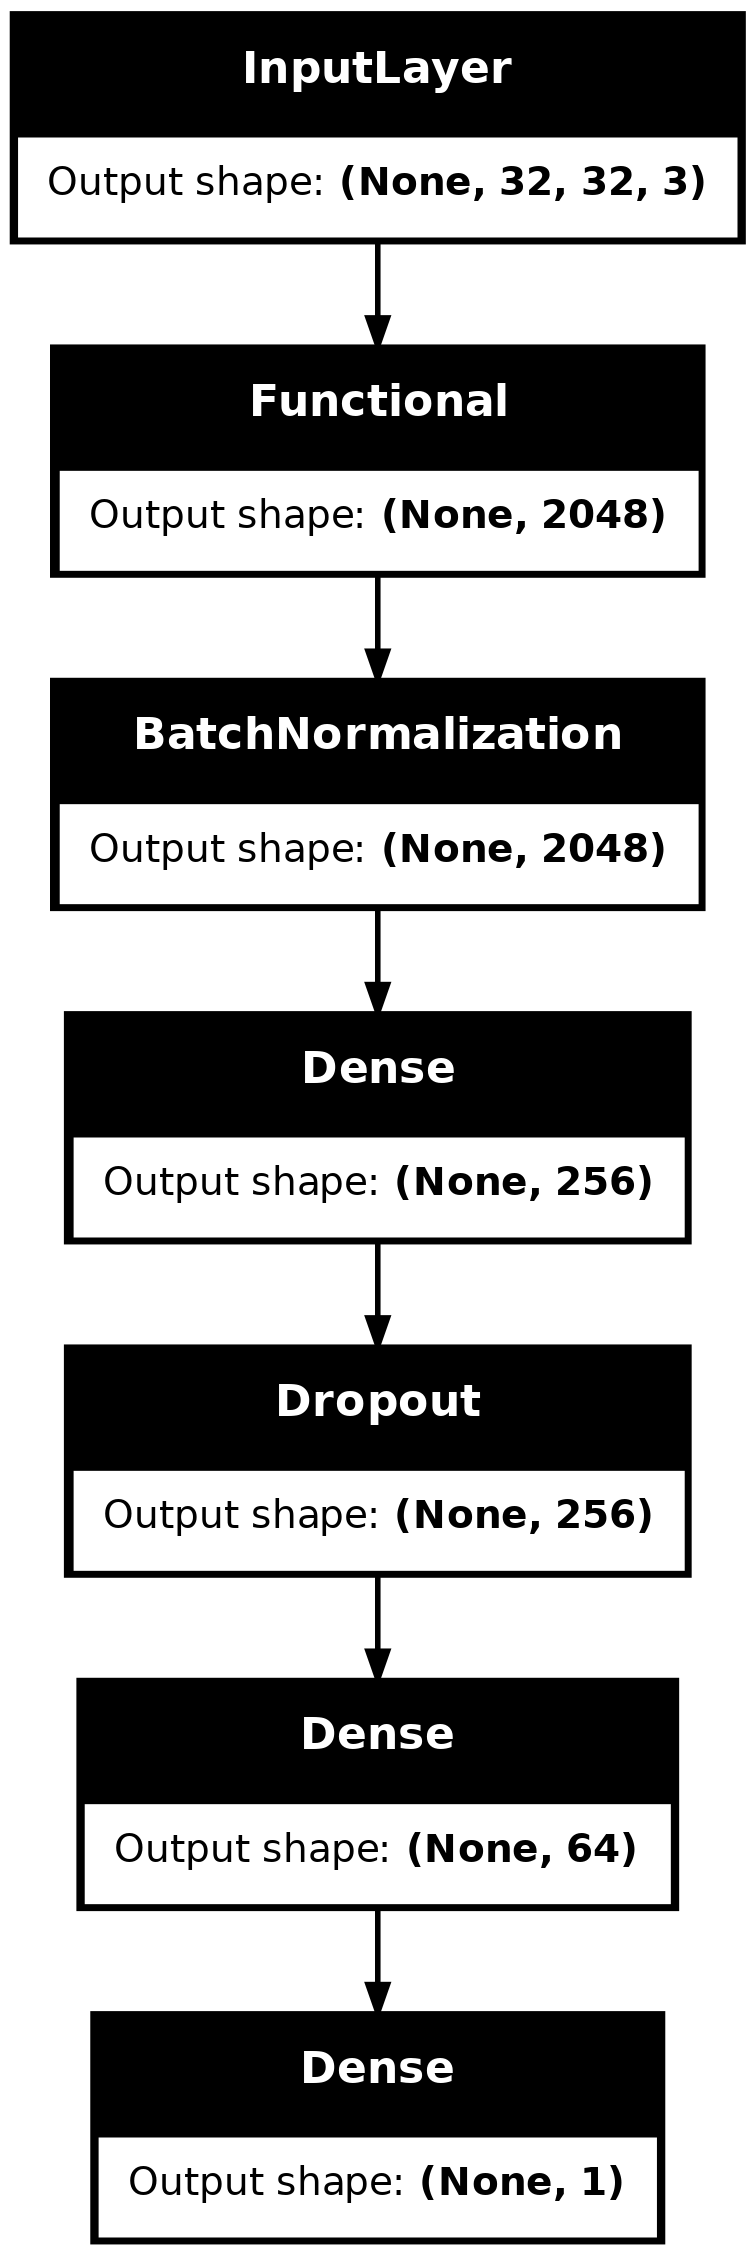 InputLayer
Output shape: (None, 32, 32, 3)
Functional
Output shape: (None, 2048)
BatchNormalization
Output shape: (None, 2048)
Dense
Output shape: (None, 256)
Dropout
Output shape: (None, 256)
Dense
Output shape: (None, 64)
Dense
Output shape: (None, 1)